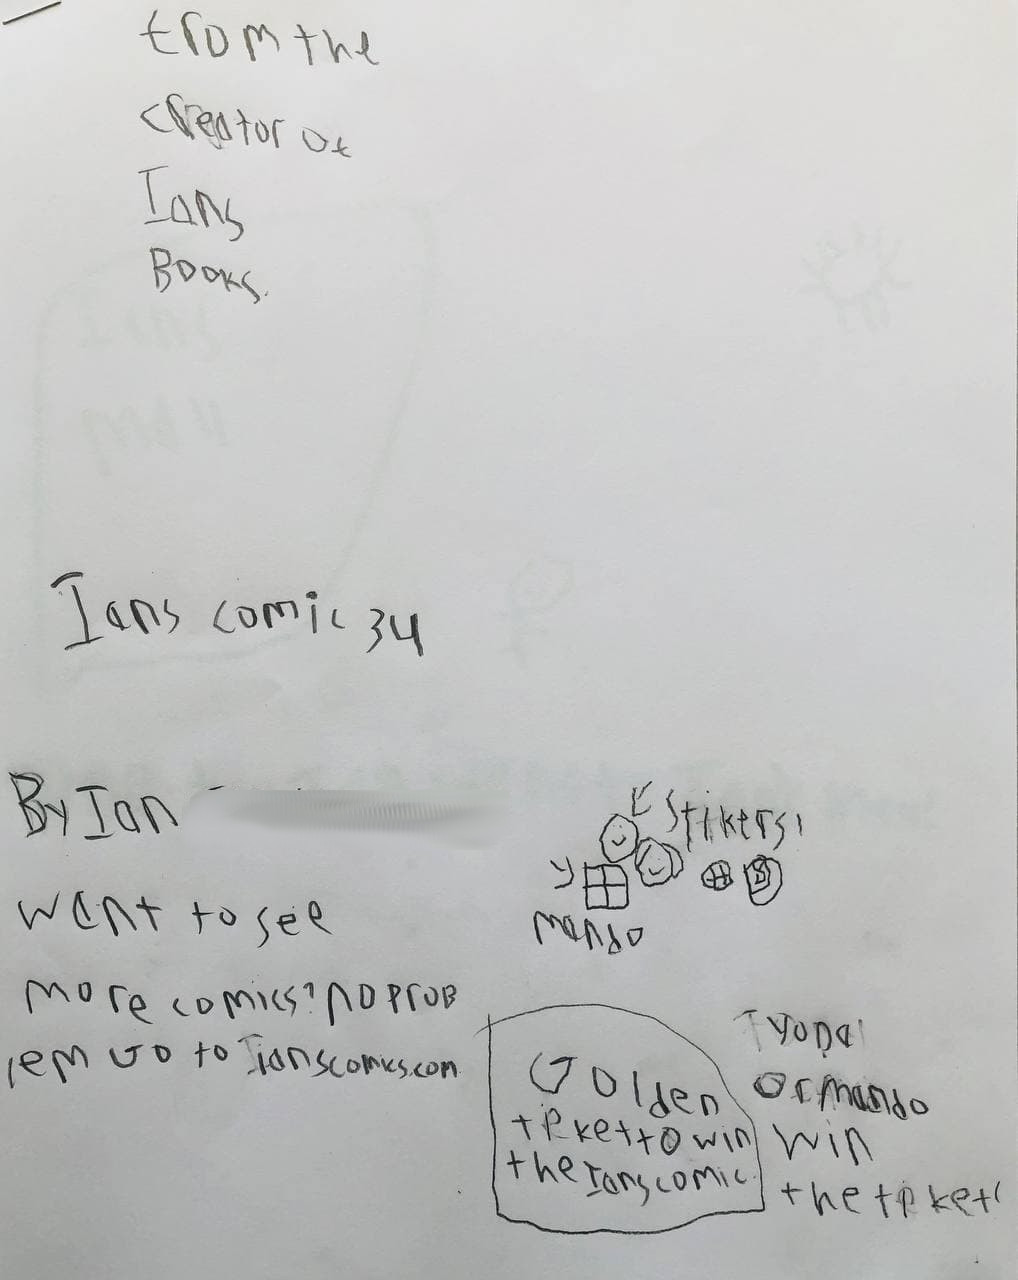 from the
creator of
Ians
Books.
Ians comic 34
By Ian
Stikers!
Y
mando
want to see
more comics? no prob
lem Go to Ianscomics.com
Golden
tiket to win
the Ians comic.
Tyoda
or mando
win
the tiket!